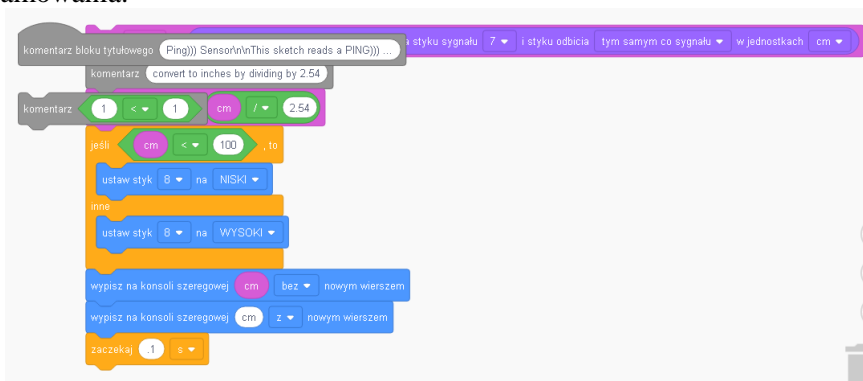 komentarz bloku tytułowego Ping))) Sensor\n\nThis sketch reads a PING))) ... styku sygnału 7 i styku odbicia tym samym co sygnału w jednostkach cm
komentarz convert to inches by dividing by 2.54
komentarz 1 < 1 cm / 2.54
jeśli cm < 100 , to
ustaw styk 8 na NISKI
inne
ustaw styk 8 na WYSOKI
wypisz na konsoli szeregowej cm bez nowym wierszem
wypisz na konsoli szeregowej cm z nowym wierszem
zaczekaj .1 s